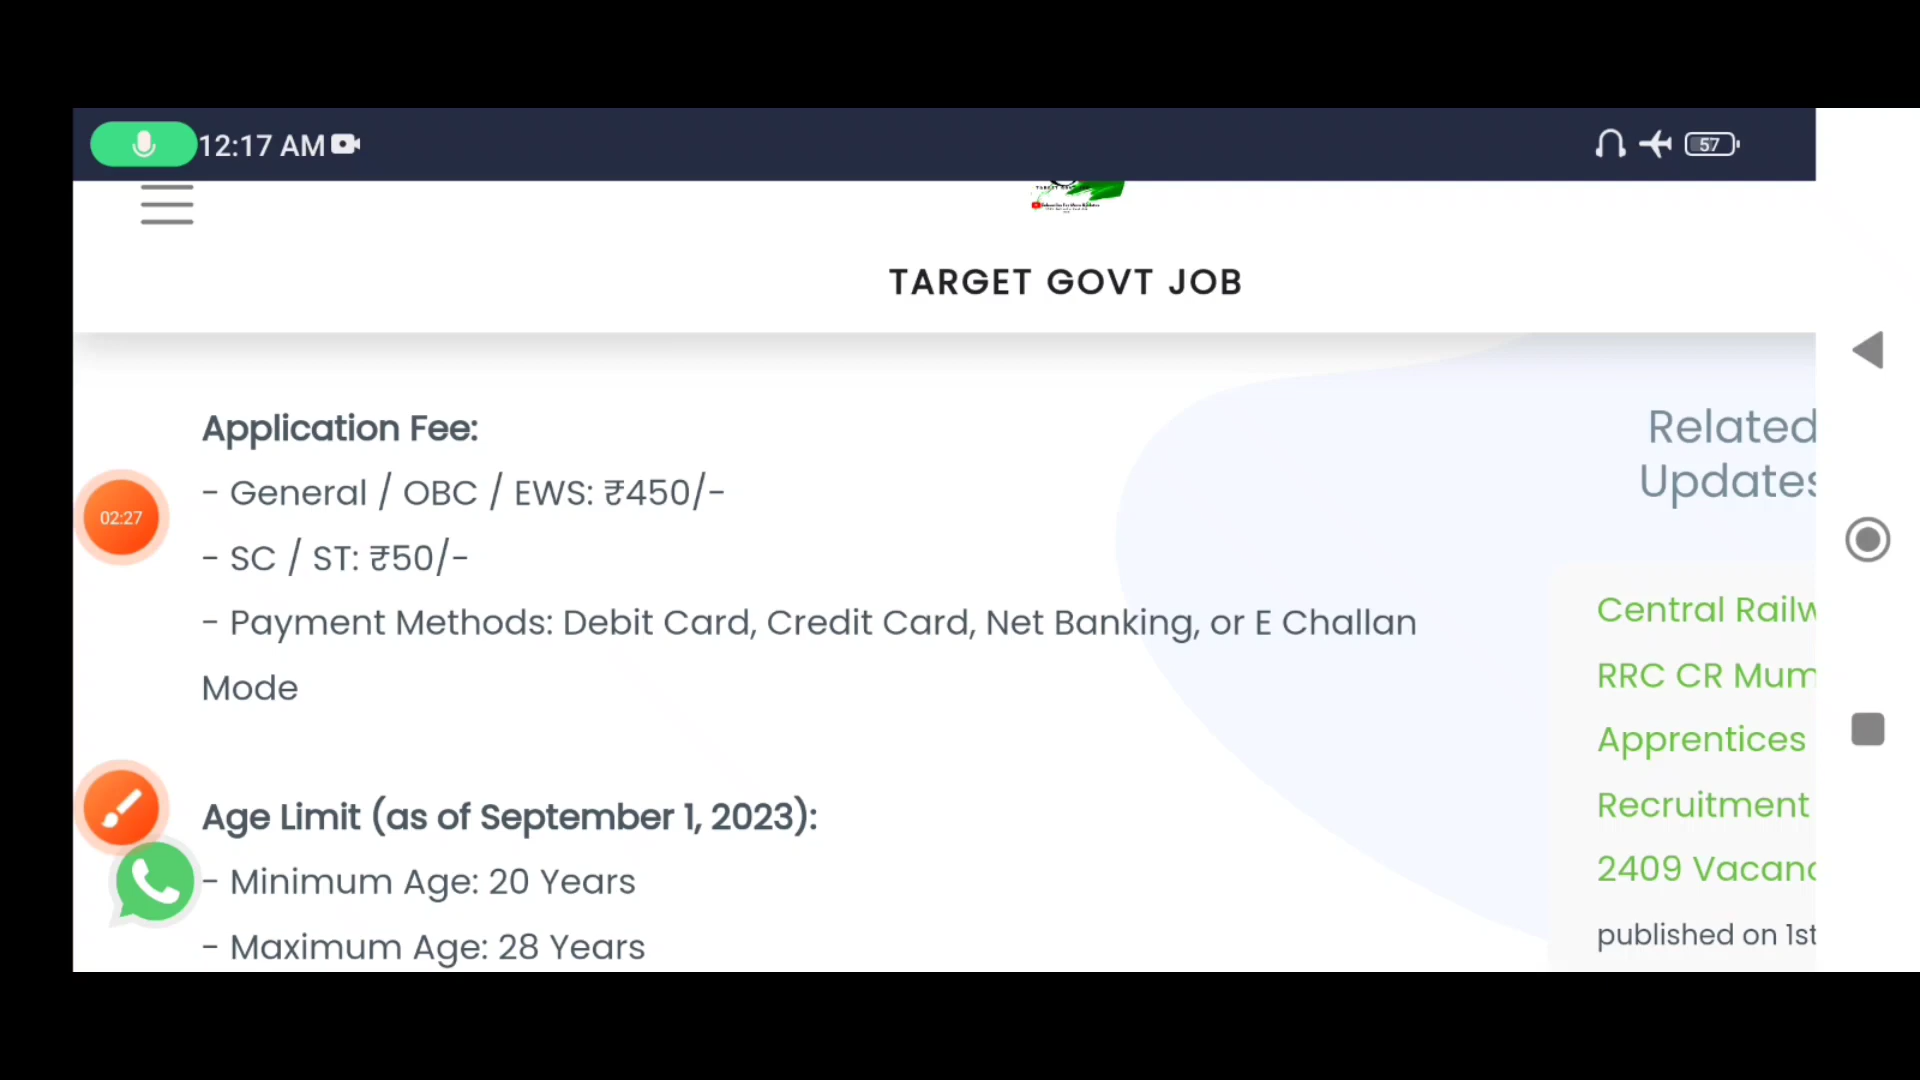 12:17 AM
57
TARGET GOVT JOB
Application Fee:
- General / OBC / EWS: ₹450/-
- SC / ST: ₹50/-
- Payment Methods: Debit Card, Credit Card, Net Banking, or E Challan
Mode
Age Limit (as of September 1, 2023):
- Minimum Age: 20 Years
- Maximum Age: 28 Years
02:27
Related
Updates
Central Railw
RRC CR Mum
Apprentices
Recruitment
2409 Vacanc
published on 1st